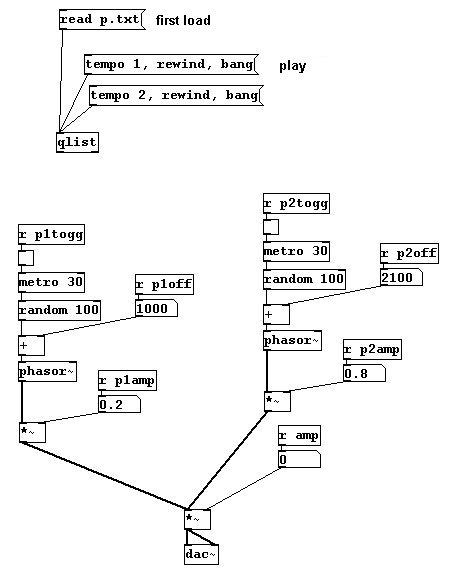 read p.txt first load
tempo 1, rewind, bang play
tempo 2, rewind, bang
qlist
r p1togg
metro 30
random 100
r p1off
1000
+
phasor~
r p1amp
0.2
*~
r p2togg
metro 30
random 100
r p2off
2100
+
phasor~
r p2amp
0.8
*~
r amp
0
*~
dac~